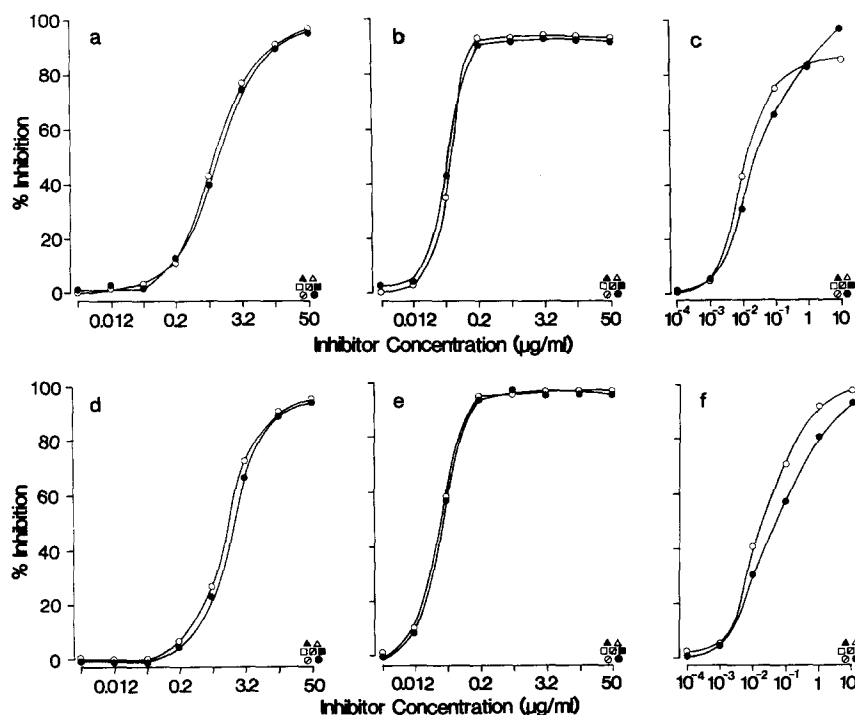 100
80
60
40
20
0
% Inhibition
a
b
c
0.012 0.2 3.2 50
0.012 0.2 3.2 50
10⁻⁴ 10⁻³ 10⁻² 10⁻¹ 1 10
Inhibitor Concentration (μg/ml)
100
80
60
40
20
0
% Inhibition
d
e
f
0.012 0.2 3.2 50
0.012 0.2 3.2 50
10⁻⁴ 10⁻³ 10⁻² 10⁻¹ 1 10
Inhibitor Concentration (μg/ml)